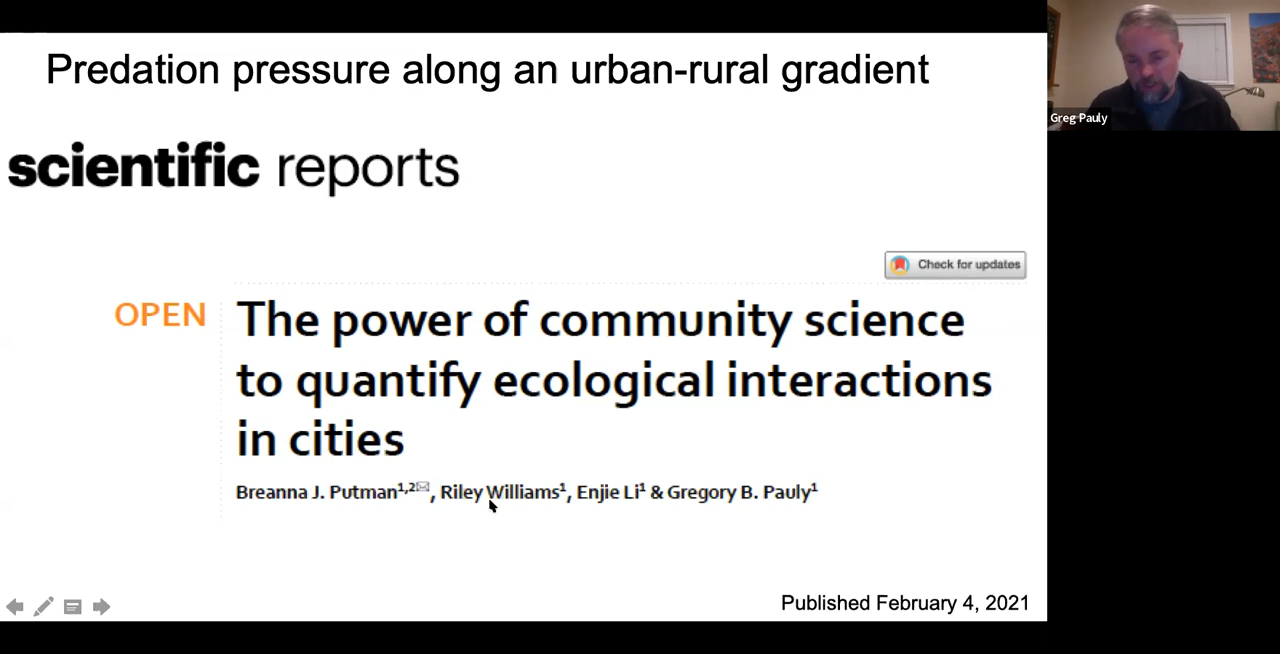 Predation pressure along an urban-rural gradient
Greg Pauly
scientific reports
Check for updates
OPEN
The power of community science
to quantify ecological interactions
in cities
Breanna J. Putman1,2✉, Riley Williams1, Enjie Li1 & Gregory B. Pauly1
Published February 4, 2021